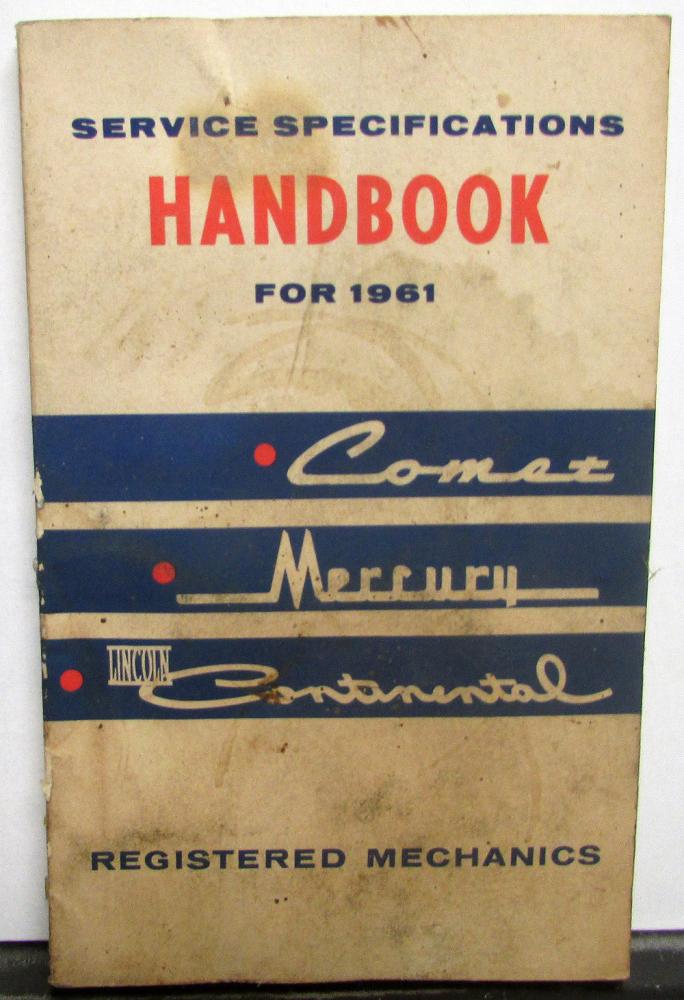 SERVICE SPECIFICATIONS
HANDBOOK
FOR 1961
Comet
Mercury
LINCOLN
Continental
REGISTERED MECHANICS